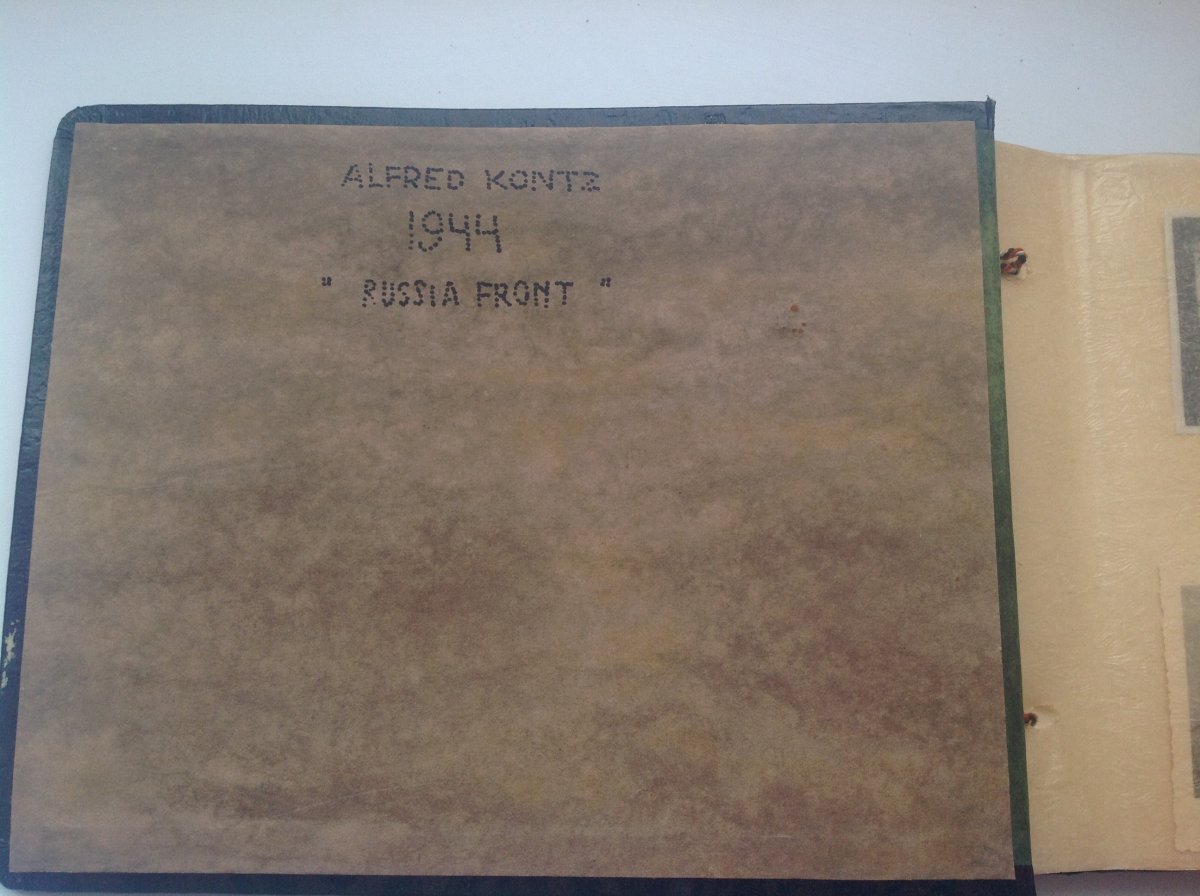 ALFRED KONTZ
1944
" RUSSIA FRONT "